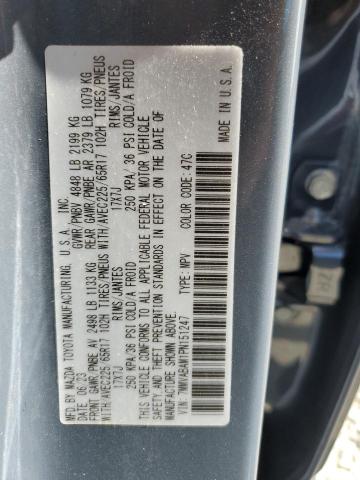 MFG.BY MAZDA TOYOTA MANUFACTURING, U.S.A., INC.
DATE 06/23 GVWR/PNBV 4848 LB 2199 KG
FRONT GAWR/PNBE AV 2498 LB 1133 KG REAR GAWR/PNBE AR 2379 LB 1079 KG
WITH/AVEC225/65R17 102H TIRES/PNEUS WITH/AVEC225/65R17 102H TIRES/PNEUS
17X7J RIMS/JANTES 17X7J RIMS/JANTES
250 KPA/36 PSI COLD/A FROID 250 KPA/36 PSI COLD/A FROID
THIS VEHICLE CONFORMS TO ALL APPLICABLE FEDERAL MOTOR VEHICLE
SAFETY AND THEFT PREVENTION STANDARDS IN EFFECT ON THE DATE OF
MANUFACTURE SHOWN ABOVE.
VIN: 7MMVABAM1PN151247 TYPE: MPV COLOR CODE:47C
MADE IN U.S.A.